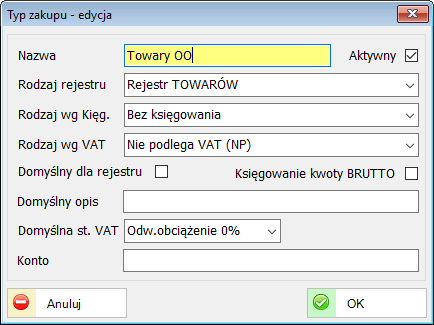 Typ zakupu - edycja
Nazwa Towary OO Aktywny
Rodzaj rejestru Rejestr TOWARÓW
Rodzaj wg Kięg. Bez księgowania
Rodzaj wg VAT Nie podlega VAT (NP)
Domyślny dla rejestru Księgowanie kwoty BRUTTO
Domyślny opis
Domyślna st. VAT Odw.obciążenie 0%
Konto
Anuluj OK